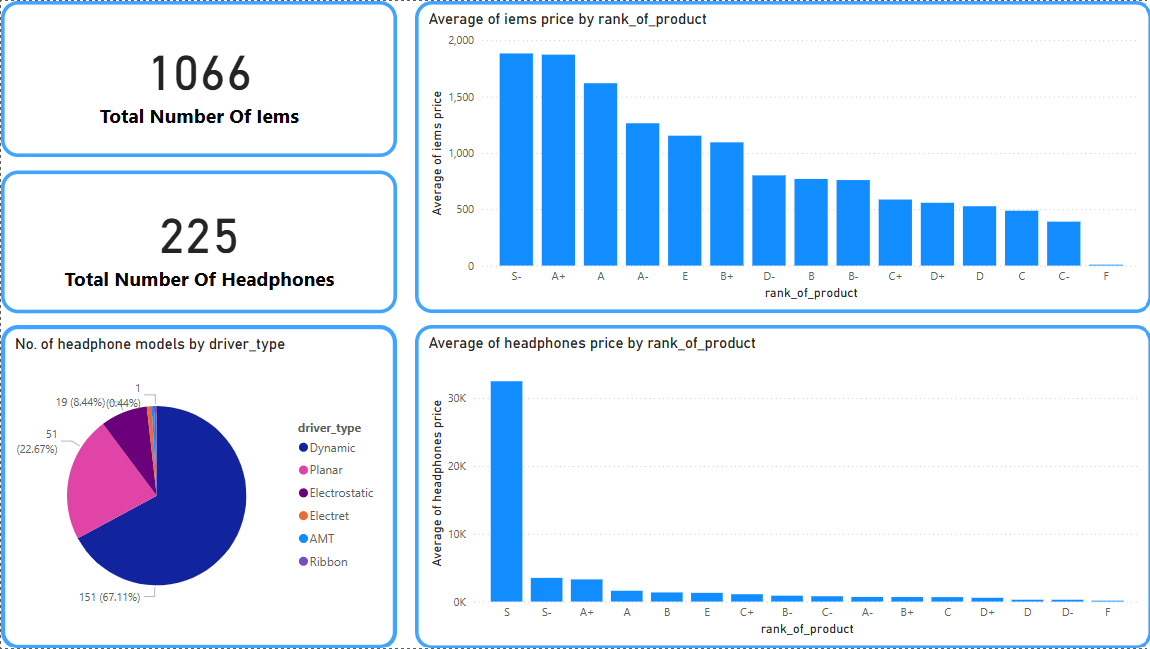 1066
Total Number Of Iems
225
Total Number Of Headphones
No. of headphone models by driver_type
1
(0.44%)
19 (8.44%)
51
(22.67%)
151 (67.11%)
driver_type
Dynamic
Planar
Electrostatic
Electret
AMT
Ribbon
Average of iems price by rank_of_product
Average of iems price
2,000
1,500
1,000
500
0
S- A+ A A- E B+ D- B B- C+ D+ D C C- F
rank_of_product
Average of headphones price by rank_of_product
Average of headphones price
30K
20K
10K
0K
S S- A+ A B E C+ B- C- A- B+ C D+ D D- F
rank_of_product